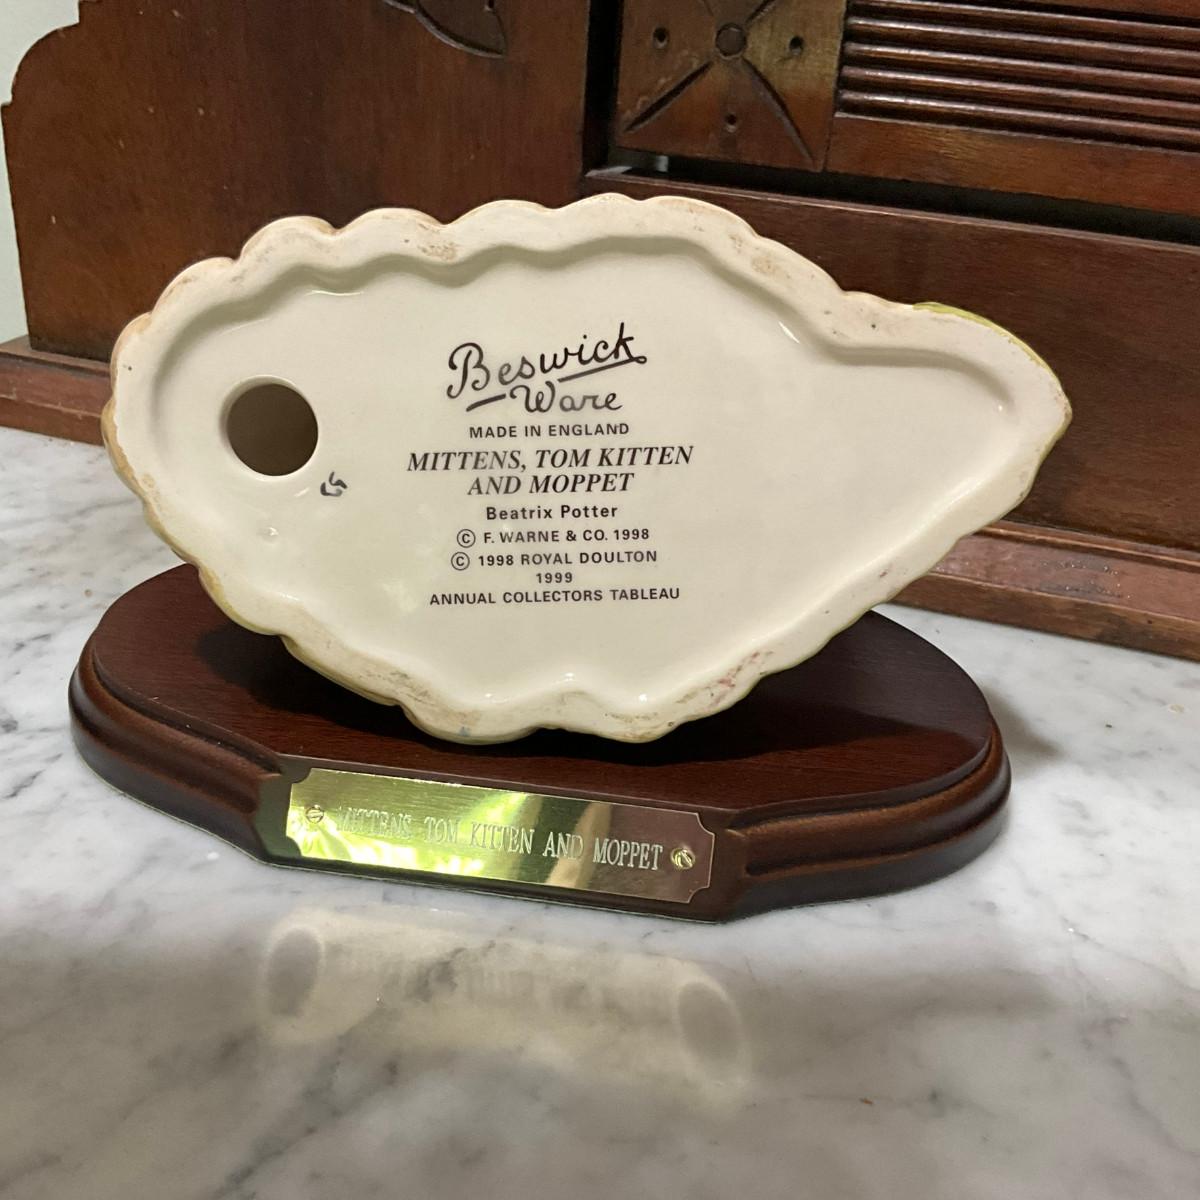 Beswick
Ware
MADE IN ENGLAND
MITTENS, TOM KITTEN
AND MOPPET
Beatrix Potter
© F. WARNE & CO. 1998
© 1998 ROYAL DOULTON
1999
ANNUAL COLLECTORS TABLEAU
MITTENS TOM KITTEN AND MOPPET